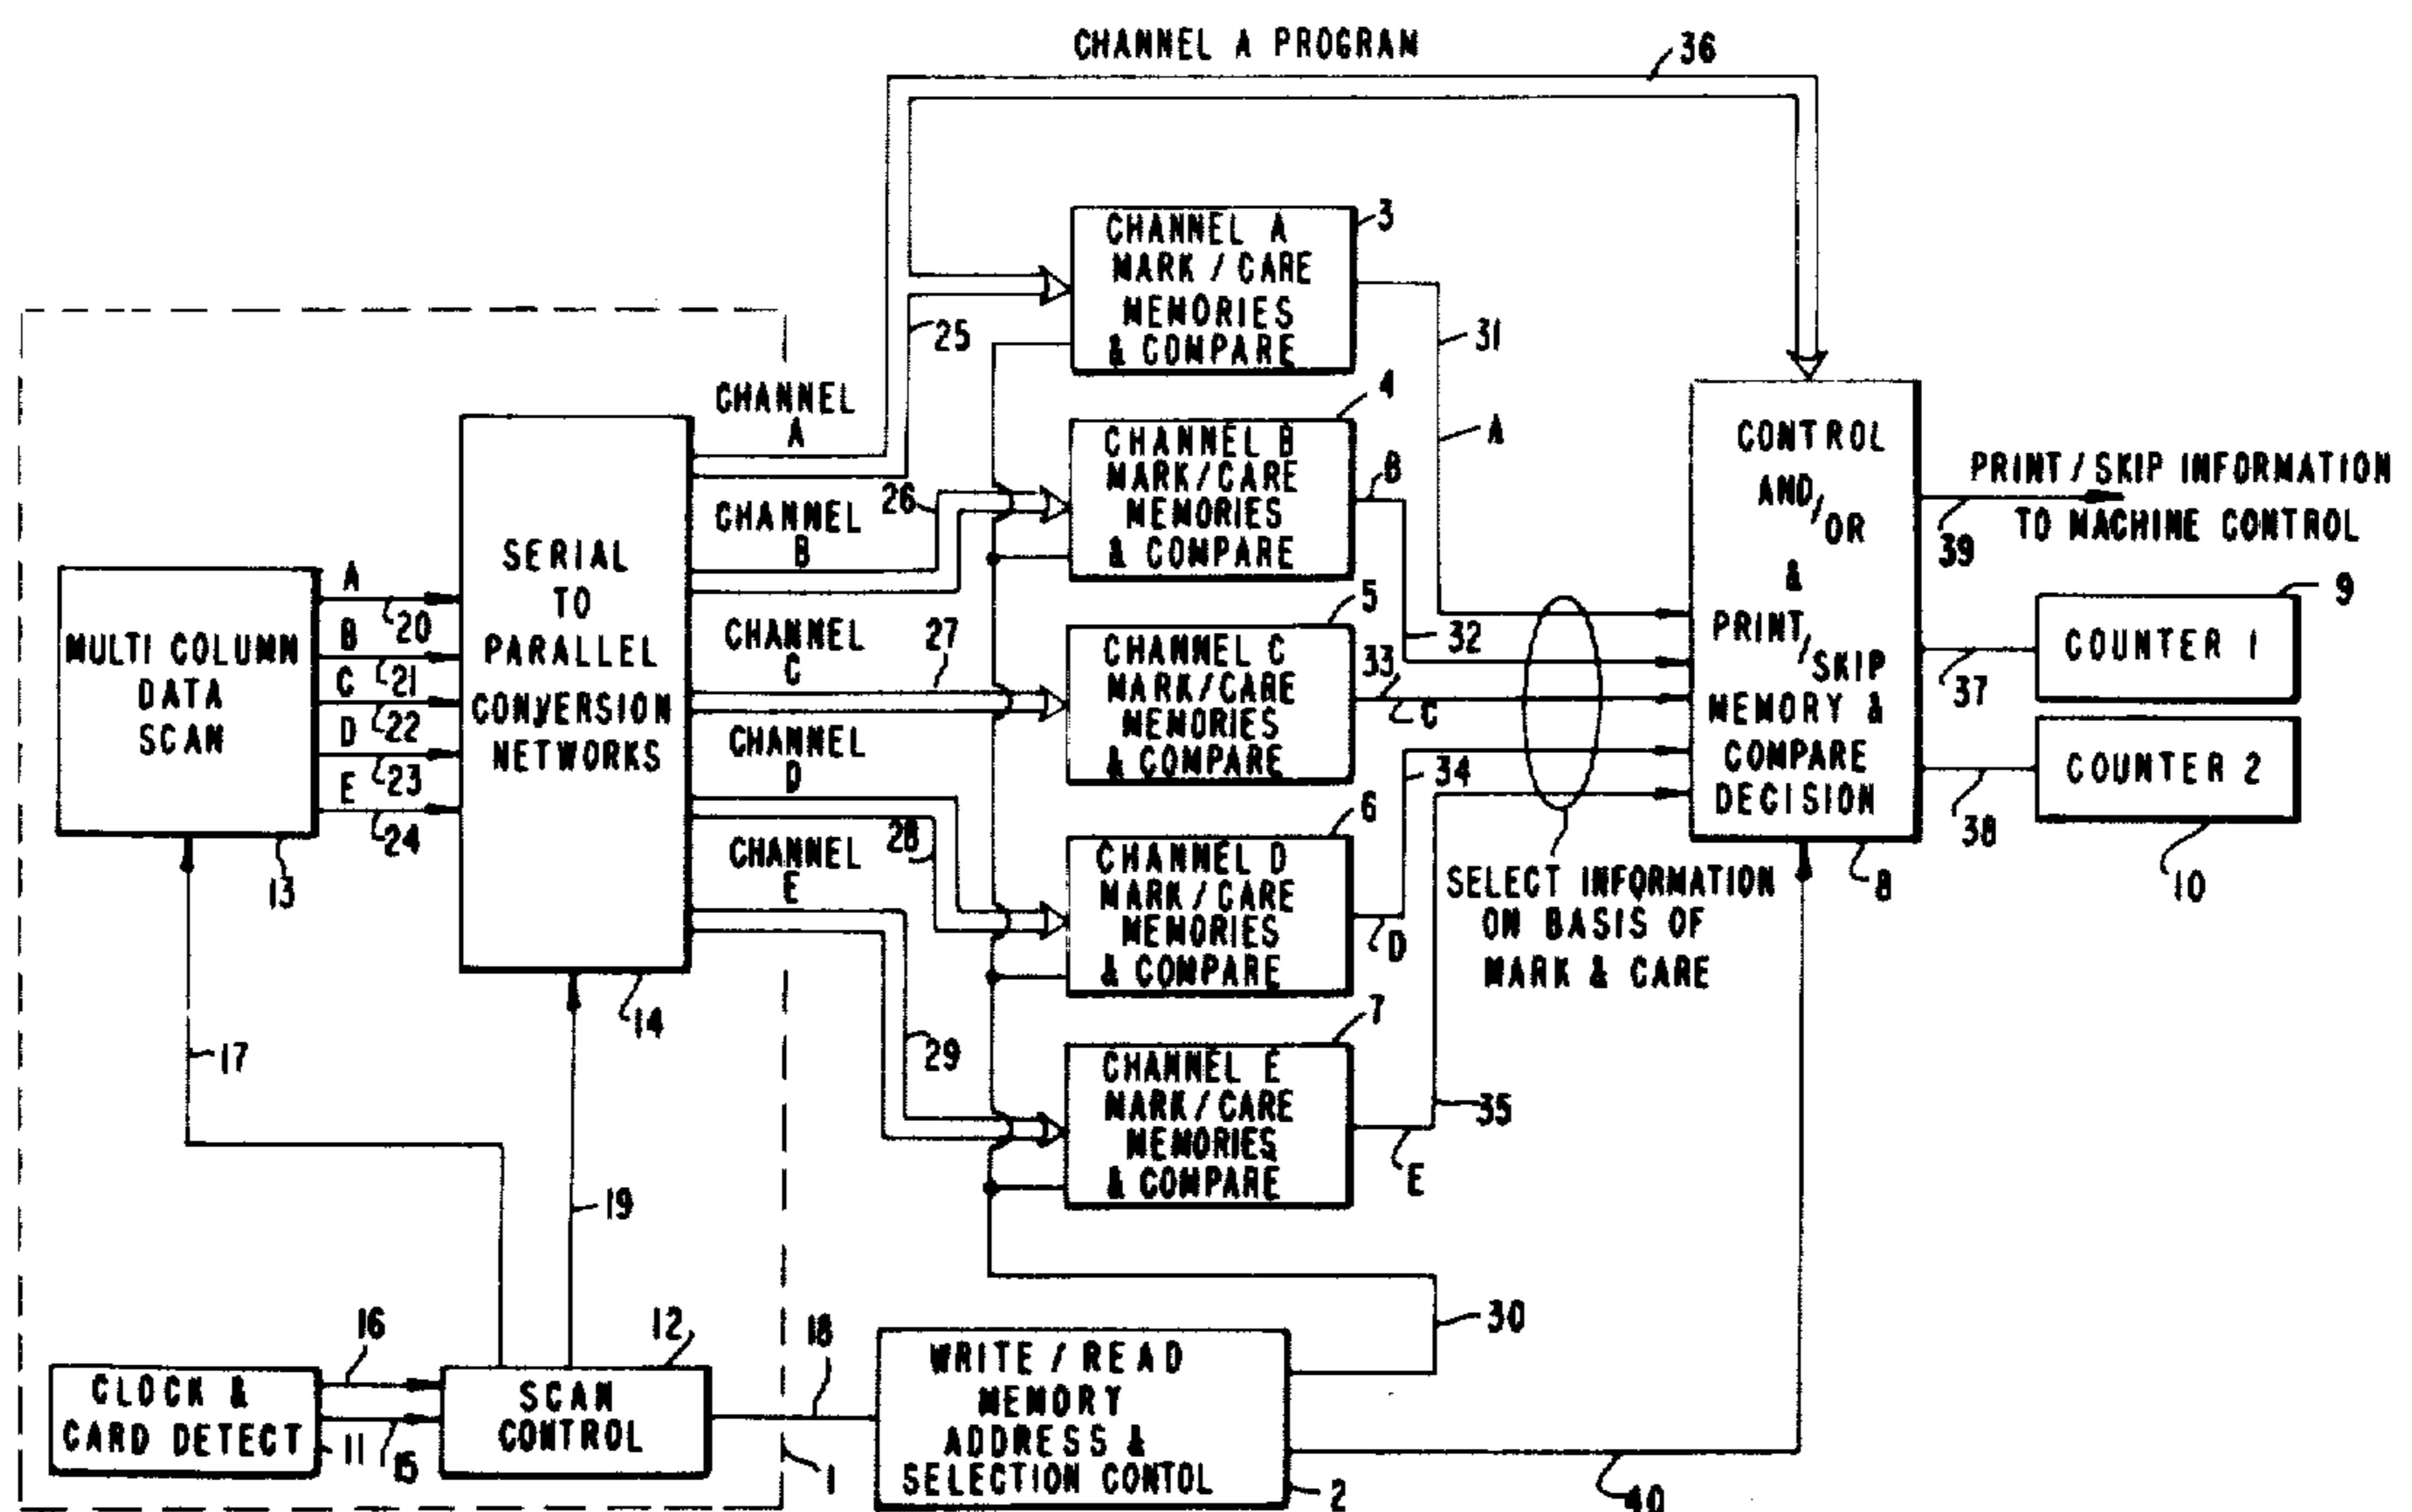 CHANNEL A PROGRAM
36
CHANNEL A
MARK / CARE
MEMORIES
& COMPARE
3
25
31
A
CHANNEL
A
CHANNEL B
MARK/CARE
MEMORIES
& COMPARE
4
26
B
32
CHANNEL
B
CHANNEL C
MARK/CARE
MEMORIES
& COMPARE
5
27
33
C
CHANNEL
C
CHANNEL D
MARK/CARE
MEMORIES
& COMPARE
6
28
34
D
CHANNEL
D
CHANNEL E
MARK/CARE
MEMORIES
& COMPARE
7
29
35
E
CHANNEL
E
MULTI COLUMN
DATA
SCAN
13
A
20
B
21
C
22
D
23
E
24
SERIAL
TO
PARALLEL
CONVERSION
NETWORKS
14
CONTROL
AND/OR
&
PRINT/SKIP
MEMORY &
COMPARE
DECISION
8
PRINT/SKIP INFORMATION
TO MACHINE CONTROL
39
COUNTER 1
9
37
COUNTER 2
10
38
SELECT INFORMATION
ON BASIS OF
MARK & CARE
17
19
CLOCK &
CARD DETECT
11
16
15
SCAN
CONTROL
12
18
1
WRITE / READ
MEMORY
ADDRESS &
SELECTION CONTOL
2
30
40